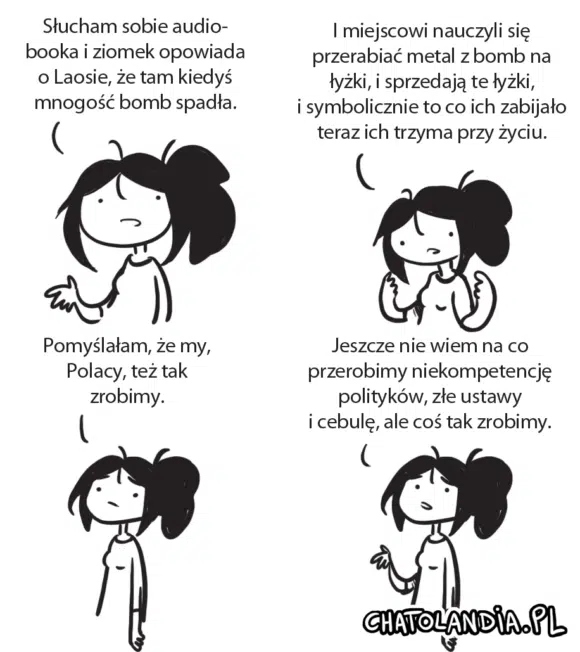 Słucham sobie audio-
booka i ziomek opowiada
o Laosie, że tam kiedyś
mnogość bomb spadła.
I miejscowi nauczyli się
przerabiać metal z bomb na
łyżki, i sprzedają te łyżki,
i symbolicznie to co ich zabijało
teraz ich trzyma przy życiu.
Pomyślałam, że my,
Polacy, też tak
zrobimy.
Jeszcze nie wiem na co
przerobimy niekompetencję
polityków, złe ustawy
i cebulę, ale coś tak zrobimy.
CHATOLANDiA.PL